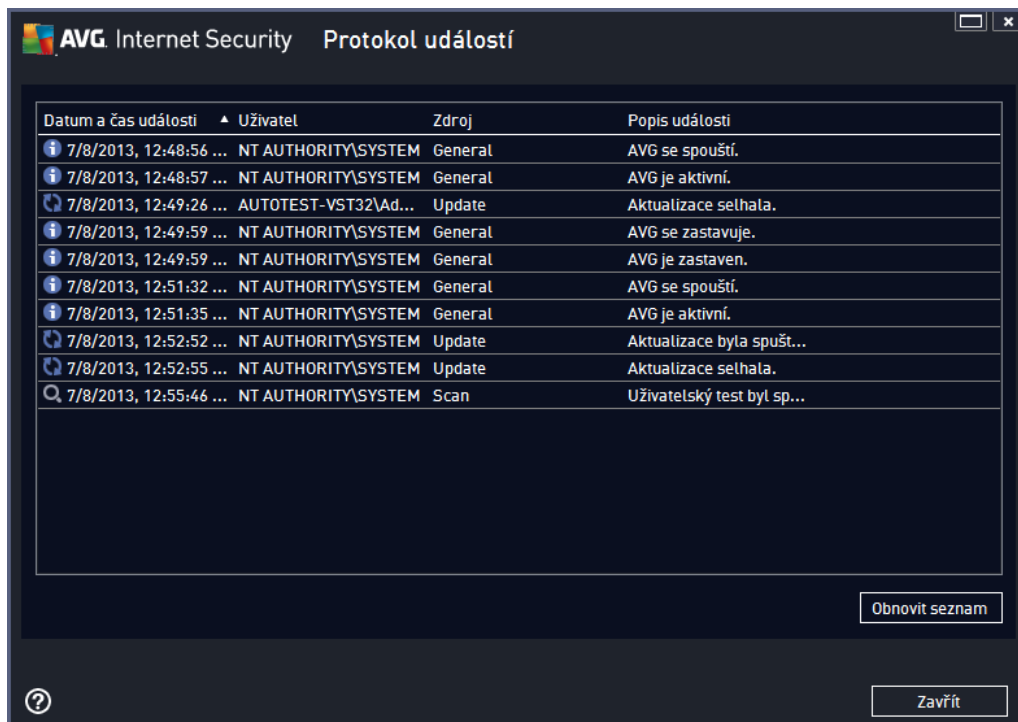 AVG. Internet Security Protokol událostí
Datum a čas události Uživatel Zdroj Popis události
7/8/2013, 12:48:56 ... NT AUTHORITY\SYSTEM General AVG se spouští.
7/8/2013, 12:48:57 ... NT AUTHORITY\SYSTEM General AVG je aktivní.
7/8/2013, 12:49:26 ... AUTOTEST-VST32\Ad... Update Aktualizace selhala.
7/8/2013, 12:49:59 ... NT AUTHORITY\SYSTEM General AVG se zastavuje.
7/8/2013, 12:49:59 ... NT AUTHORITY\SYSTEM General AVG je zastaven.
7/8/2013, 12:51:32 ... NT AUTHORITY\SYSTEM General AVG se spouští.
7/8/2013, 12:51:35 ... NT AUTHORITY\SYSTEM General AVG je aktivní.
7/8/2013, 12:52:52 ... NT AUTHORITY\SYSTEM Update Aktualizace byla spušt...
7/8/2013, 12:52:55 ... NT AUTHORITY\SYSTEM Update Aktualizace selhala.
7/8/2013, 12:55:46 ... NT AUTHORITY\SYSTEM Scan Uživatelský test byl sp...
Obnovit seznam
Zavřít